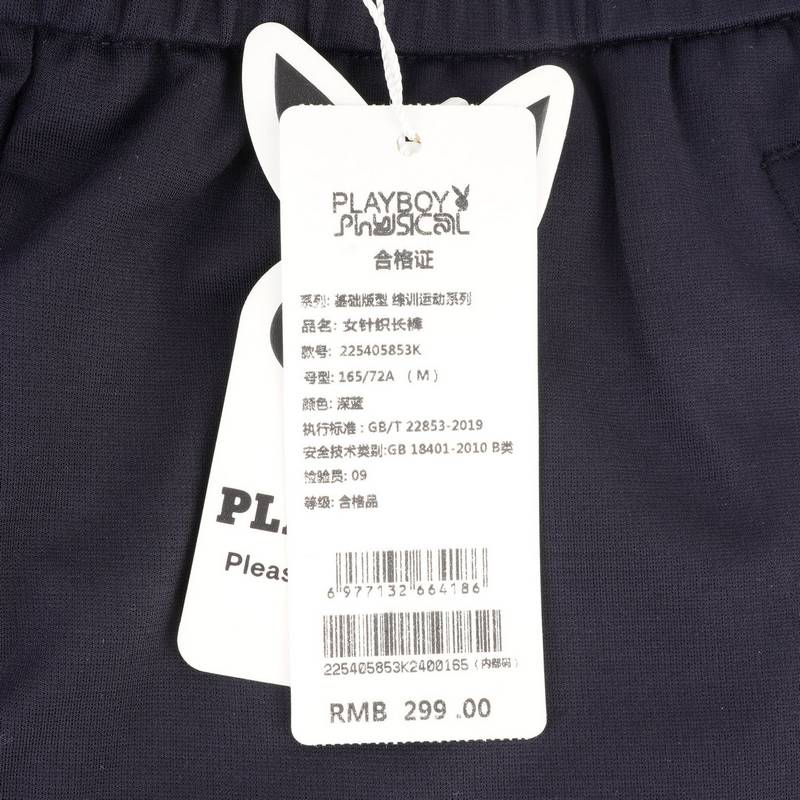 PLAYBOY
PhYSICAL
合格证
系列: 基础版型 综训运动系列
品名: 女针织长裤
款号: 225405853K
号型: 165/72A (M)
颜色: 深蓝
执行标准: GB/T 22853-2019
安全技术类别:GB 18401-2010 B类
检验员: 09
等级: 合格品
PL
Pleas
6 977132 664186
225405853K2400165 (内部码)
RMB 299.00